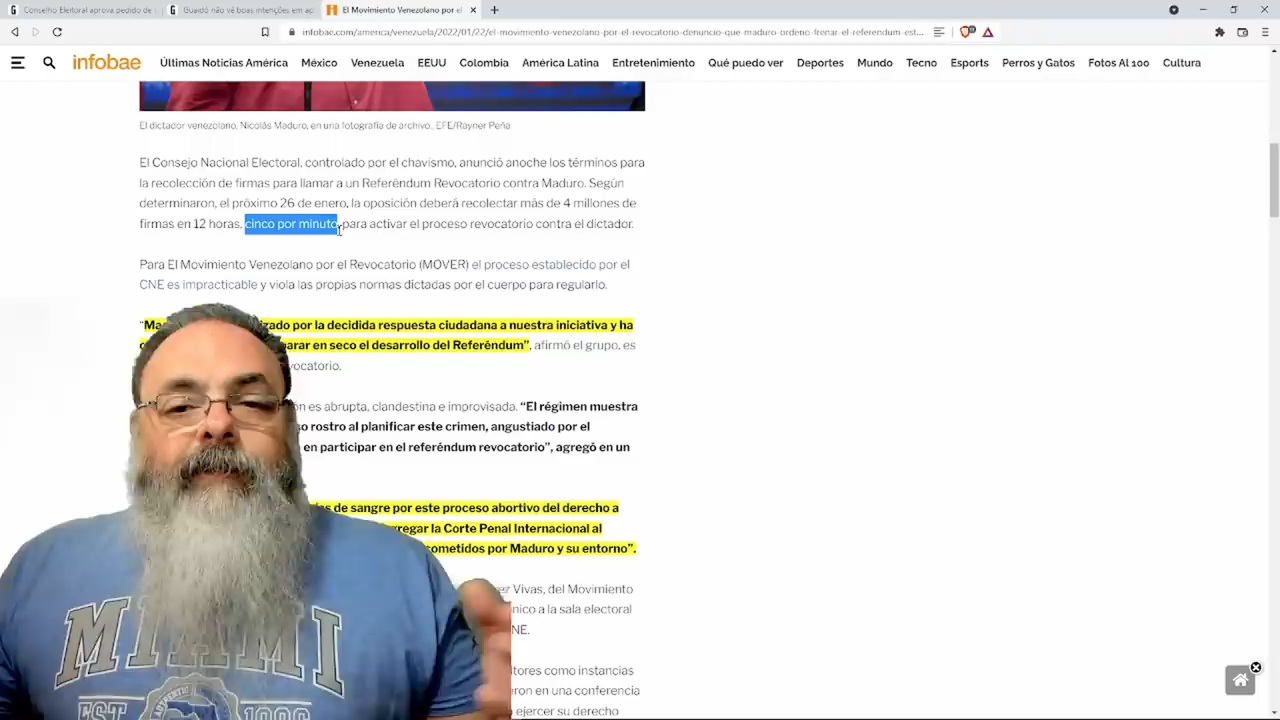 Conselho Eleitoral aprova pedido de
Guaidó não vê boas intenções em ap
El Movimiento Venezolano por el
infobae.com/america/venezuela/2022/01/22/el-movimiento-venezolano-por-el-revocatorio-denuncio-que-maduro-ordeno-frenar-el-referendum-est...
infobae
Últimas Noticias América México Venezuela EEUU Colombia América Latina Entretenimiento Qué puedo ver Deportes Mundo Tecno Esports Perros y Gatos Fotos Al 100 Cultura
El dictador venezolano, Nicolás Maduro, en una fotografía de archivo.. EFE/Rayner Peña
El Consejo Nacional Electoral, controlado por el chavismo, anunció anoche los términos para
la recolección de firmas para llamar a un Referéndum Revocatorio contra Maduro. Según
determinaron, el próximo 26 de enero, la oposición deberá recolectar más de 4 millones de
firmas en 12 horas, cinco por minuto, para activar el proceso revocatorio contra el dictador.
Para El Movimiento Venezolano por el Revocatorio (MOVER) el proceso establecido por el
CNE es impracticable y viola las propias normas dictadas por el cuerpo para regularlo.
por la decidida respuesta ciudadana a nuestra iniciativa y ha
en seco el desarrollo del Referéndum”, afirmó el grupo, es
es abrupta, clandestina e improvisada. “El régimen muestra
rostro al planificar este crimen, angustiado por el
en participar en el referéndum revocatorio”, agregó en un
de sangre por este proceso abortivo del derecho a
la Corte Penal Internacional al
por Maduro y su entorno”.
Vivas, del Movimiento
a la sala electoral
como instancias
en una conferencia
ejercer su derecho
MIAMI